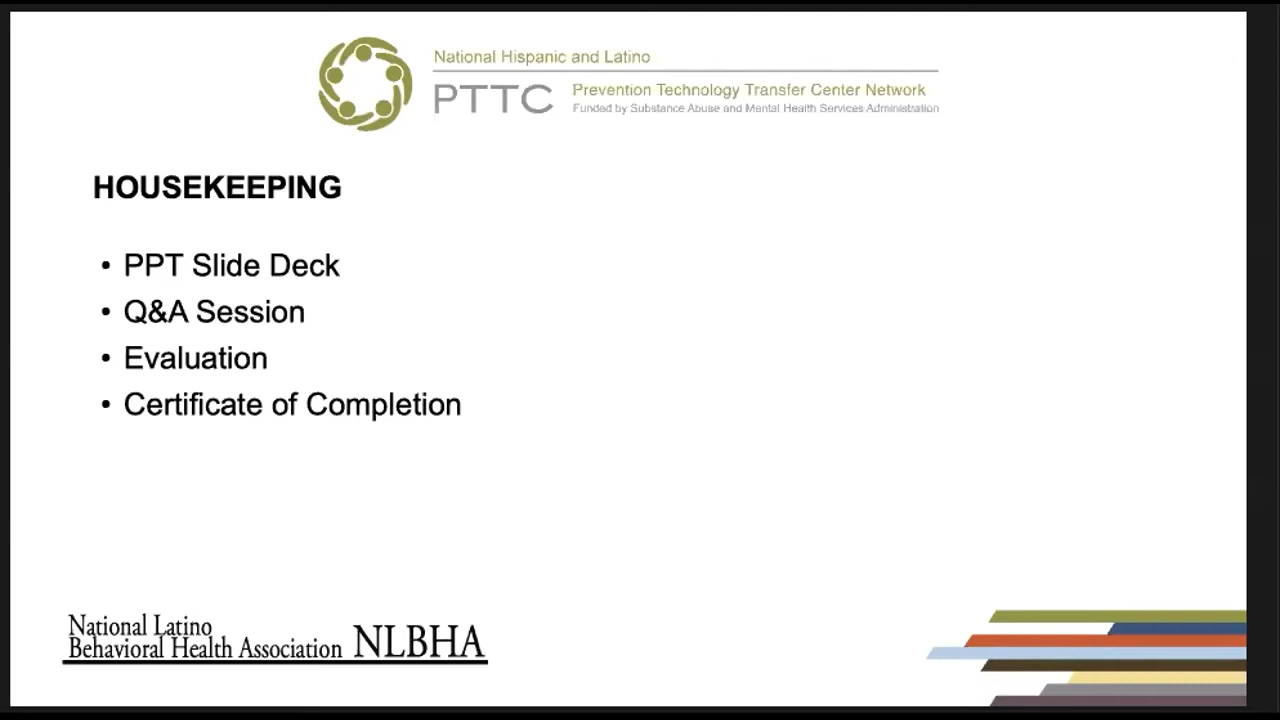 National Hispanic and Latino
PTTC
Prevention Technology Transfer Center Network
Funded by Substance Abuse and Mental Health Services Administration
HOUSEKEEPING
• PPT Slide Deck
• Q&A Session
• Evaluation
• Certificate of Completion
National Latino
Behavioral Health Association NLBHA